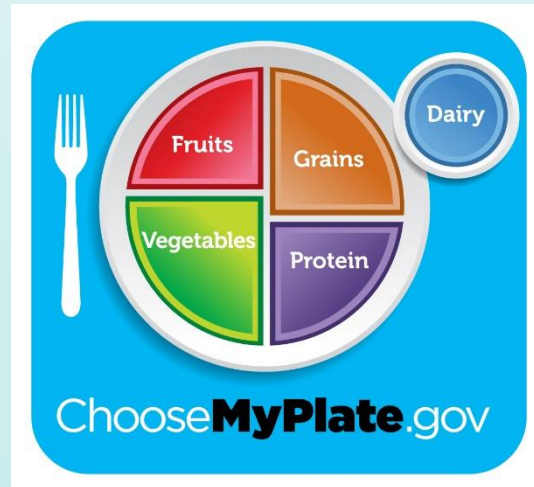 Dairy
Fruits
Grains
Vegetables
Protein
ChooseMyPlate.gov